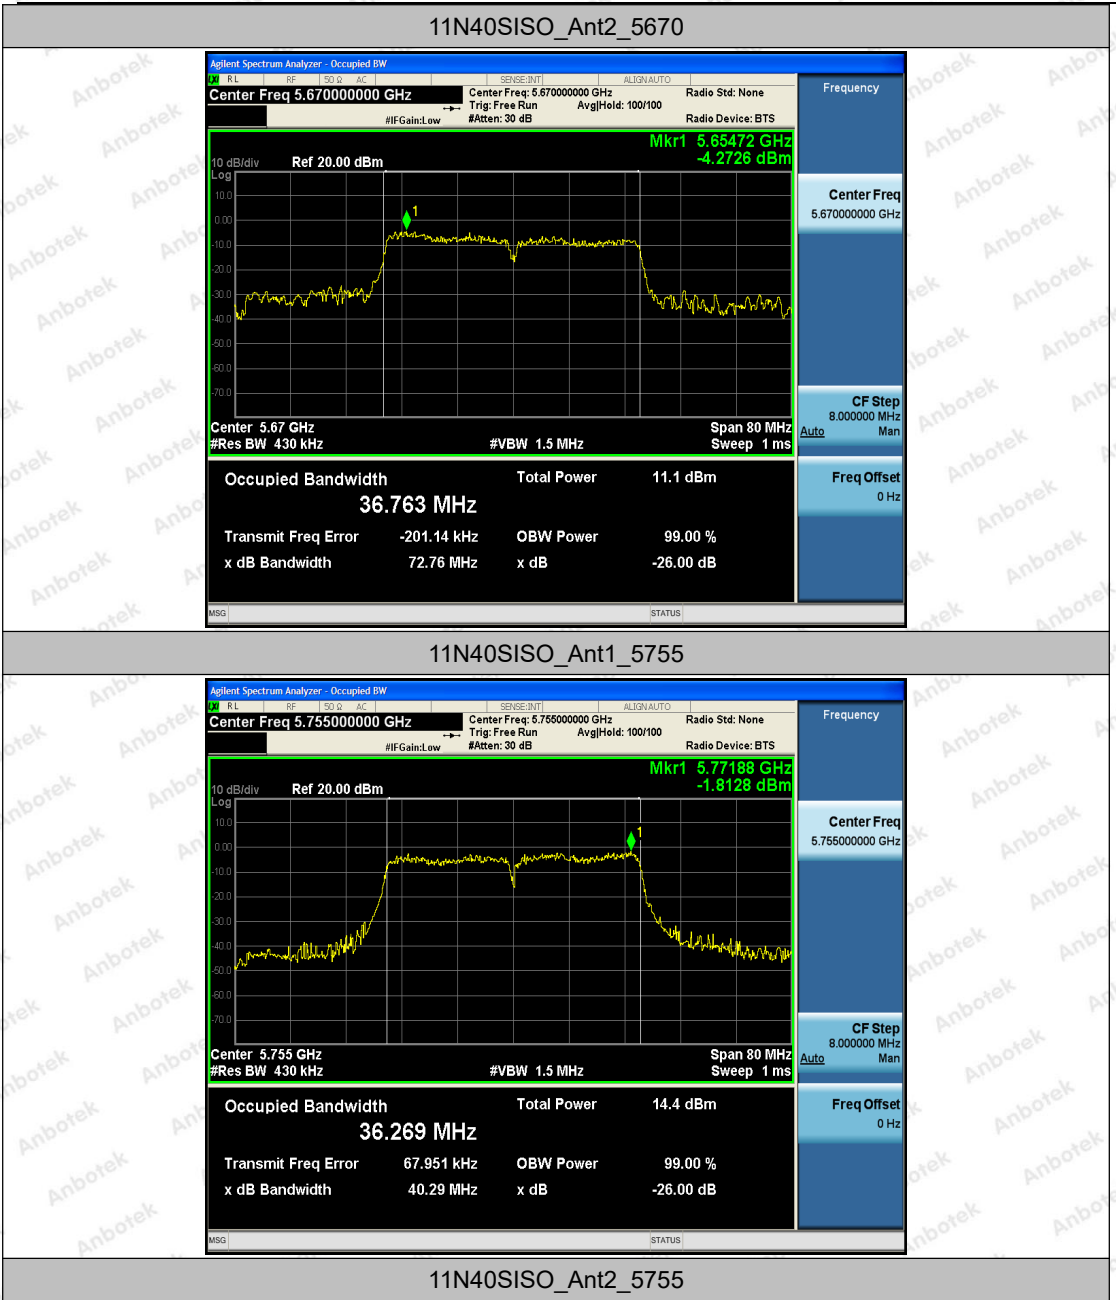 11N40SISO_Ant2_5670
Agilent Spectrum Analyzer - Occupied BW
LXI RL RF 50 Ω AC SENSE:INT ALIGNAUTO
Center Freq 5.670000000 GHz
Center Freq: 5.670000000 GHz
Radio Std: None
Trig: Free Run Avg|Hold: 100/100
#IFGain:Low #Atten: 30 dB Radio Device: BTS
Mkr1 5.65472 GHz
-4.2726 dBm
10 dB/div Ref 20.00 dBm
Log
10.0
1
0.00
-10.0
-20.0
-30.0
-40.0
-50.0
-60.0
-70.0
Center 5.67 GHz Span 80 MHz
#Res BW 430 kHz #VBW 1.5 MHz Sweep 1 ms
Occupied Bandwidth Total Power 11.1 dBm
36.763 MHz
Transmit Freq Error -201.14 kHz OBW Power 99.00 %
x dB Bandwidth 72.76 MHz x dB -26.00 dB
MSG STATUS
Frequency
Center Freq
5.670000000 GHz
CF Step
8.000000 MHz
Auto Man
Freq Offset
0 Hz
11N40SISO_Ant1_5755
Agilent Spectrum Analyzer - Occupied BW
LXI RL RF 50 Ω AC SENSE:INT ALIGNAUTO
Center Freq 5.755000000 GHz
Center Freq: 5.755000000 GHz
Radio Std: None
Trig: Free Run Avg|Hold: 100/100
#IFGain:Low #Atten: 30 dB Radio Device: BTS
Mkr1 5.77188 GHz
-1.8128 dBm
10 dB/div Ref 20.00 dBm
Log
10.0
1
0.00
-10.0
-20.0
-30.0
-40.0
-50.0
-60.0
-70.0
Center 5.755 GHz Span 80 MHz
#Res BW 430 kHz #VBW 1.5 MHz Sweep 1 ms
Occupied Bandwidth Total Power 14.4 dBm
36.269 MHz
Transmit Freq Error 67.951 kHz OBW Power 99.00 %
x dB Bandwidth 40.29 MHz x dB -26.00 dB
MSG STATUS
Frequency
Center Freq
5.755000000 GHz
CF Step
8.000000 MHz
Auto Man
Freq Offset
0 Hz
11N40SISO_Ant2_5755
Anbotek